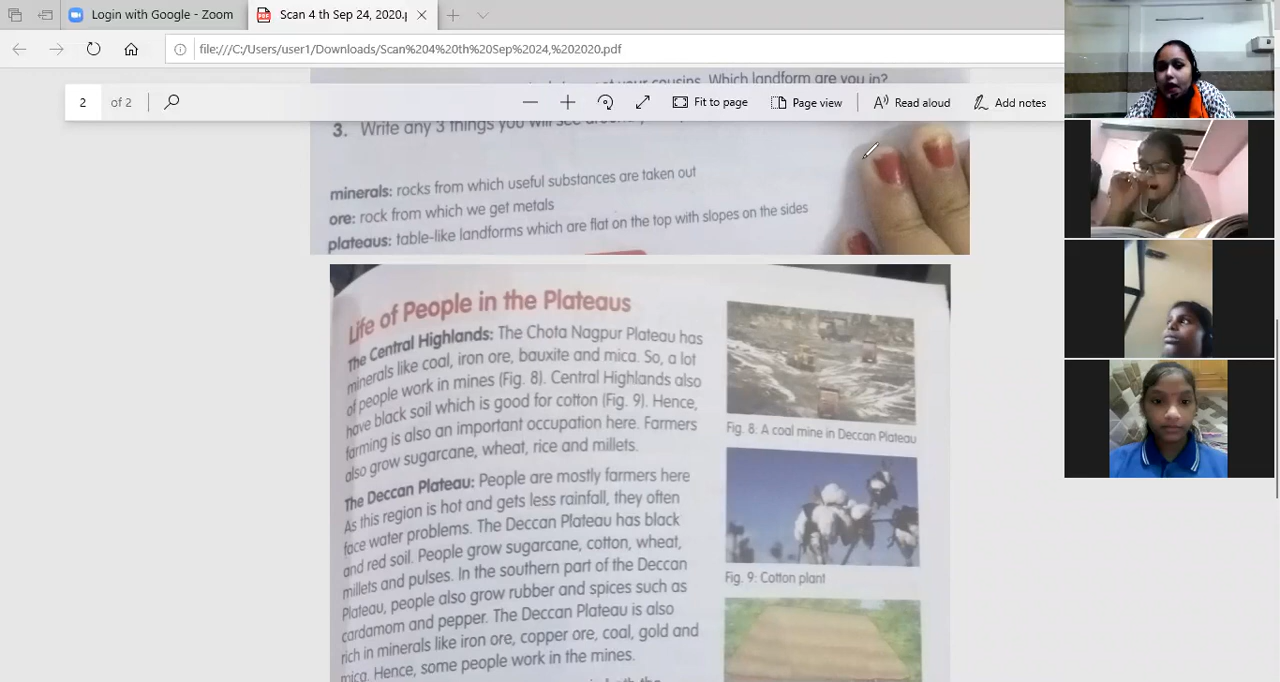 Login with Google - Zoom
Scan 4 th Sep 24, 2020.p
file:///C:/Users/user1/Downloads/Scan%204%20th%20Sep%2024,%202020.pdf
your cousins. Which landform are you in?
2 of 2
Fit to page
Page view
Read aloud
Add notes
3. Write any 3 things you will see
minerals: rocks from which useful substances are taken out
ore: rock from which we get metals
plateaus: table-like landforms which are flat on the top with slopes on the sides
Life of People in the Plateaus
The Central Highlands: The Chota Nagpur Plateau has
minerals like coal, iron ore, bauxite and mica. So, a lot
of people work in mines (Fig. 8). Central Highlands also
have black soil which is good for cotton (Fig. 9). Hence,
farming is also an important occupation here. Farmers
also grow sugarcane, wheat, rice and millets.
The Deccan Plateau: People are mostly farmers here
As this region is hot and gets less rainfall, they often
face water problems. The Deccan Plateau has black
and red soil. People grow sugarcane, cotton, wheat,
millets and pulses. In the southern part of the Deccan
Plateau, people also grow rubber and spices such as
cardamom and pepper. The Deccan Plateau is also
rich in minerals like iron ore, copper ore, coal, gold and
mica. Hence, some people work in the mines.
Fig. 8: A coal mine in Deccan Plateau
Fig. 9: Cotton plant